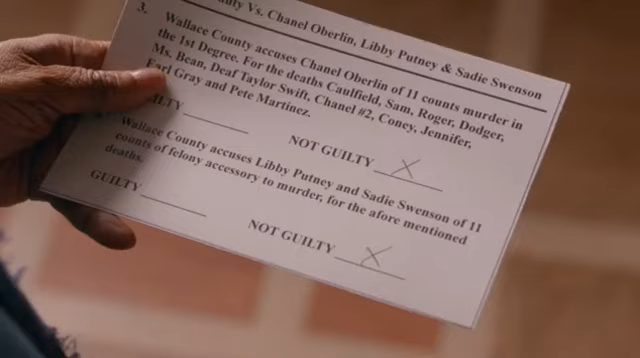 Vs. Chanel Oberlin, Libby Putney & Sadie Swenson
3. Wallace County accuses Chanel Oberlin of 11 counts murder in
the 1st Degree. For the deaths Caulfield, Sam, Roger, Dodger,
Ms. Bean, Deaf Taylor Swift, Chanel #2, Coney, Jennifer,
Earl Gray and Pete Martinez.
NOT GUILTY X
Wallace County accuses Libby Putney and Sadie Swenson of 11
counts of felony accessory to murder, for the afore mentioned
deaths.
GUILTY
NOT GUILTY X